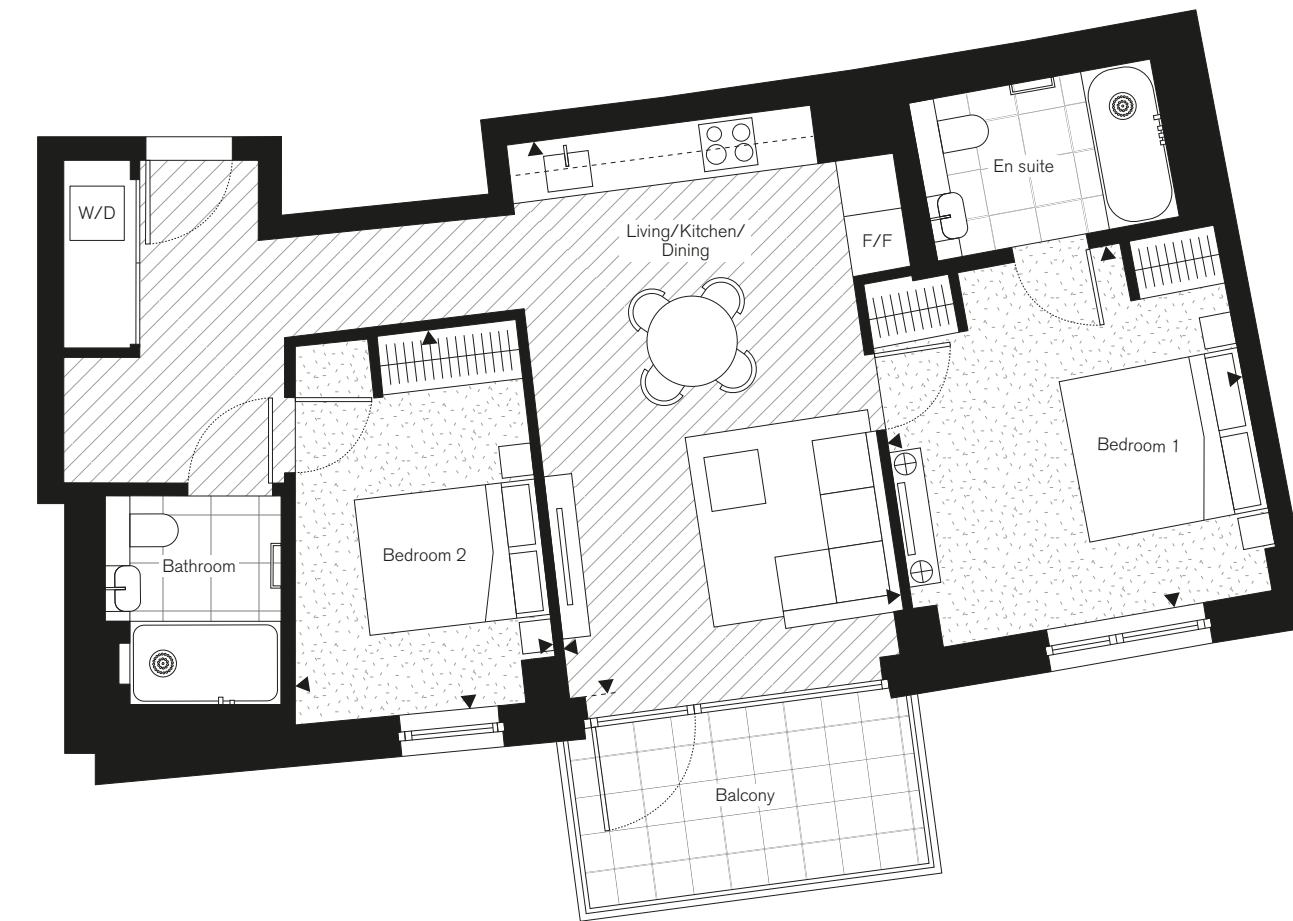 W/D
Living/Kitchen/
Dining
F/F
En suite
Bedroom 1
Bedroom 2
Bathroom
Balcony